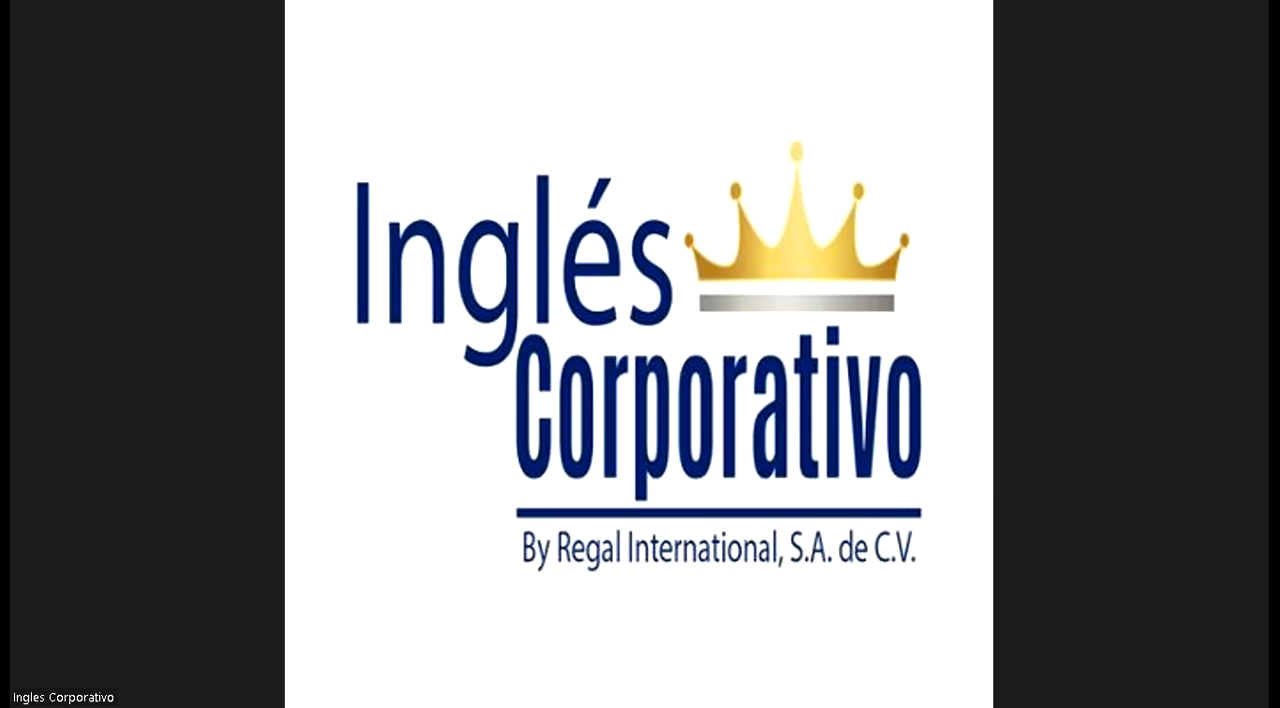 Inglés
Corporativo
By Regal International, S.A. de C.V.
Ingles Corporativo